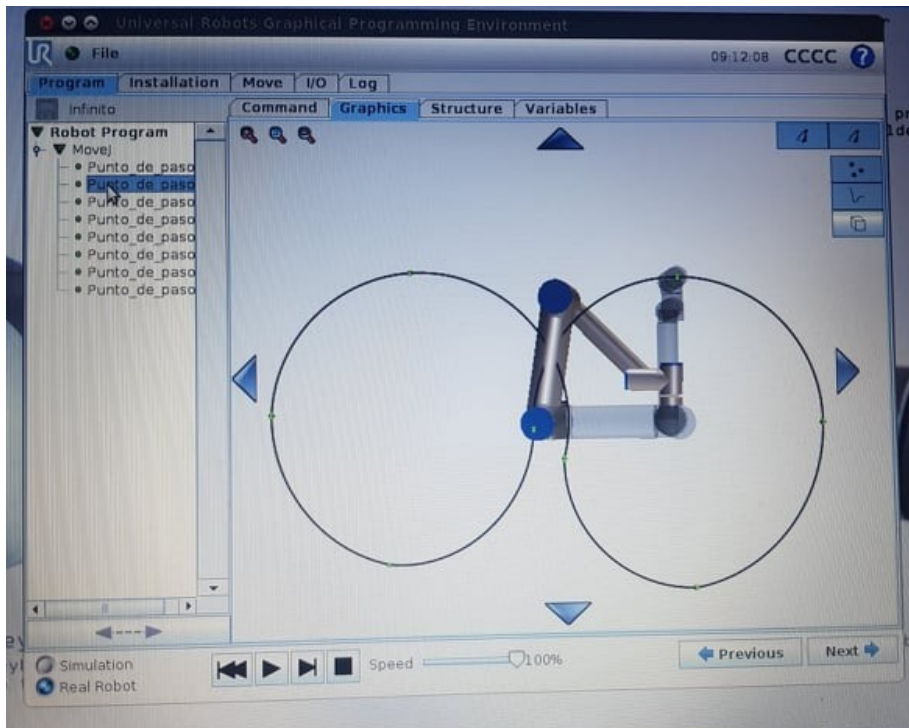 Universal Robots Graphical Programming Environment
UR File 09:12:08 CCCC ?
Program Installation Move I/O Log
Infinito Command Graphics Structure Variables
Robot Program
MoveJ
Punto_de_paso
Punto_de_paso
Punto_de_paso
Punto_de_paso
Punto_de_paso
Punto_de_paso
Punto_de_paso
Punto_de_paso
Simulation
Real Robot
Speed 100%
Previous Next